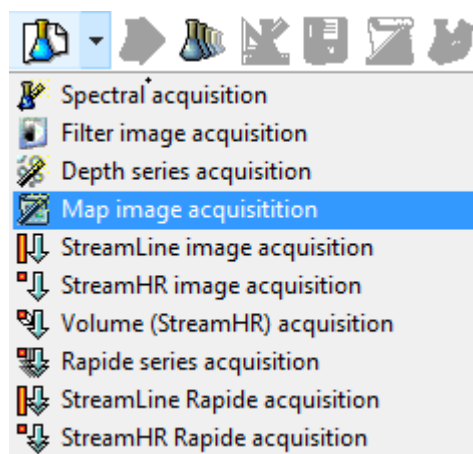 Spectral acquisition
Filter image acquisition
Depth series acquisition
Map image acquisitition
StreamLine image acquisition
StreamHR image acquisition
Volume (StreamHR) acquisition
Rapide series acquisition
StreamLine Rapide acquisition
StreamHR Rapide acquisition